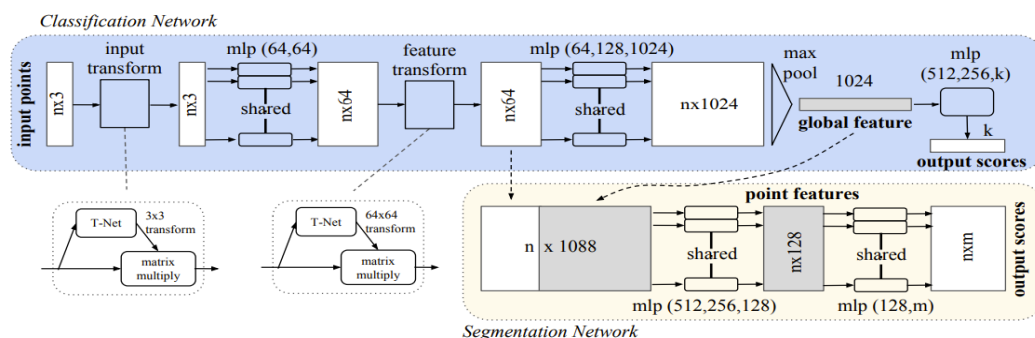 Classification Network
input points
nx3
input
transform
nx3
mlp (64,64)
shared
nx64
feature
transform
nx64
mlp (64,128,1024)
shared
nx1024
max
pool
1024
global feature
mlp
(512,256,k)
k
output scores
T-Net
3x3
transform
matrix
multiply
T-Net
64x64
transform
matrix
multiply
point features
n x 1088
shared
mlp (512,256,128)
nx128
shared
mlp (128,m)
nxm
output scores
Segmentation Network